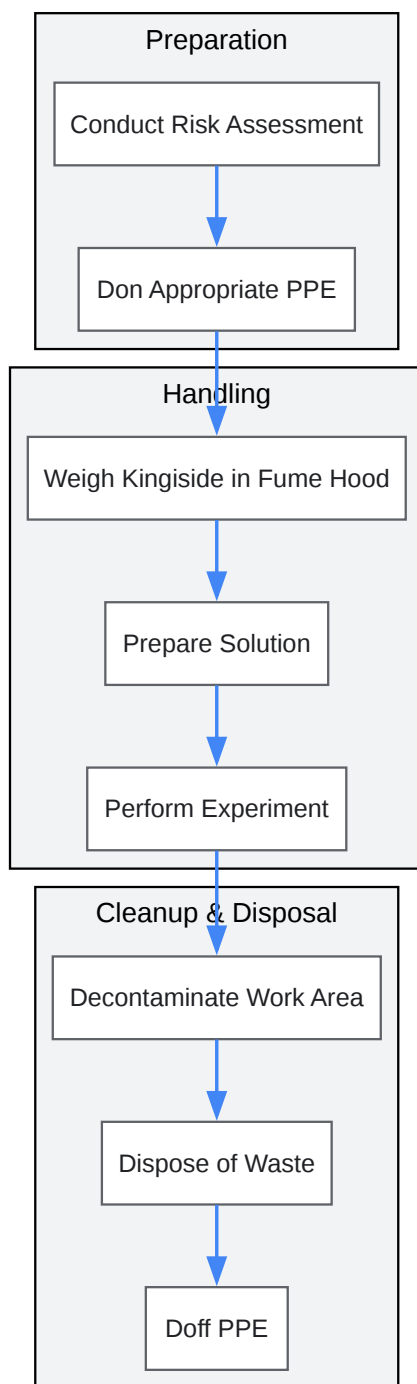 Preparation
Conduct Risk Assessment
Don Appropriate PPE
Handling
Weigh Kingiside in Fume Hood
Prepare Solution
Perform Experiment
Cleanup & Disposal
Decontaminate Work Area
Dispose of Waste
Doff PPE